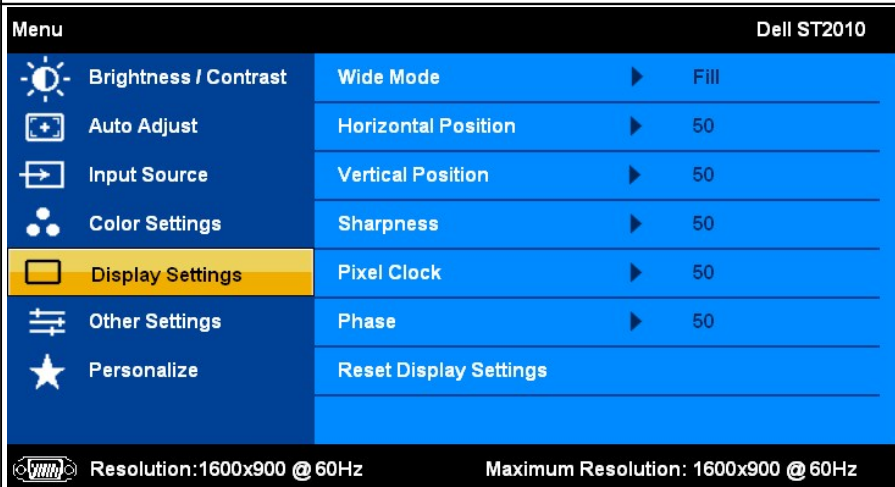 Menu Dell ST2010
Brightness / Contrast Wide Mode Fill
Auto Adjust Horizontal Position 50
Input Source Vertical Position 50
Color Settings Sharpness 50
Display Settings Pixel Clock 50
Other Settings Phase 50
Personalize Reset Display Settings
Resolution:1600x900 @60Hz Maximum Resolution: 1600x900 @60Hz